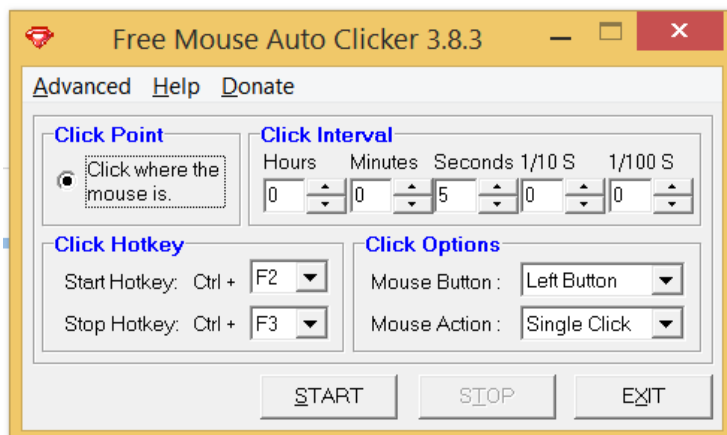 Free Mouse Auto Clicker 3.8.3
Advanced Help Donate
Click Point
Click where the
mouse is.
Click Interval
Hours Minutes Seconds 1/10 S 1/100 S
0 0 5 0 0
Click Hotkey
Start Hotkey: Ctrl + F2
Stop Hotkey: Ctrl + F3
Click Options
Mouse Button : Left Button
Mouse Action : Single Click
START STOP EXIT